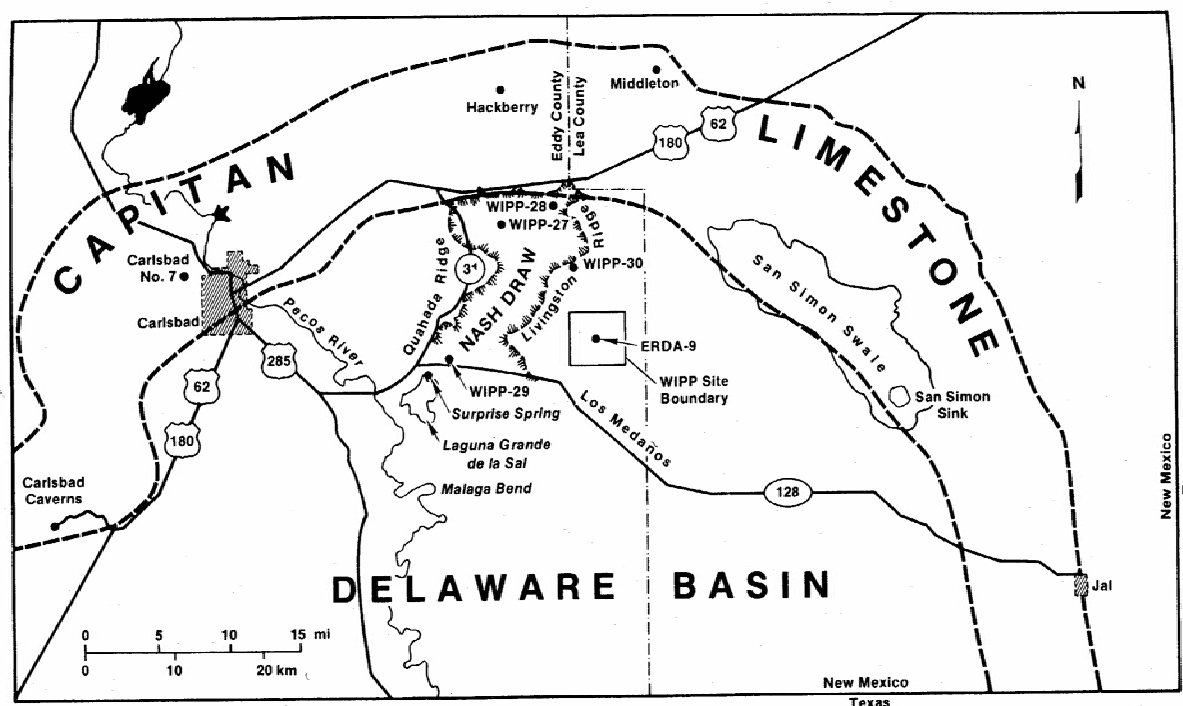 CAPITAN
LIMESTONE
Hackberry
Middleton
Eddy County
Lea County
N
180
62
WIPP-28
WIPP-27
Ridge
WIPP-30
Carlsbad
No. 7
Carlsbad
Pecos River
Quahada Ridge
31
NASH DRAW
Livingston
San Simon Swale
ERDA-9
WIPP Site
Boundary
285
62
180
WIPP-29
Surprise Spring
Laguna Grande
de la Sal
Malaga Bend
Los Medaños
San Simon
Sink
Carlsbad
Caverns
128
New Mexico
DELAWARE BASIN
Jal
0 5 10 15 mi
0 10 20 km
New Mexico
Texas